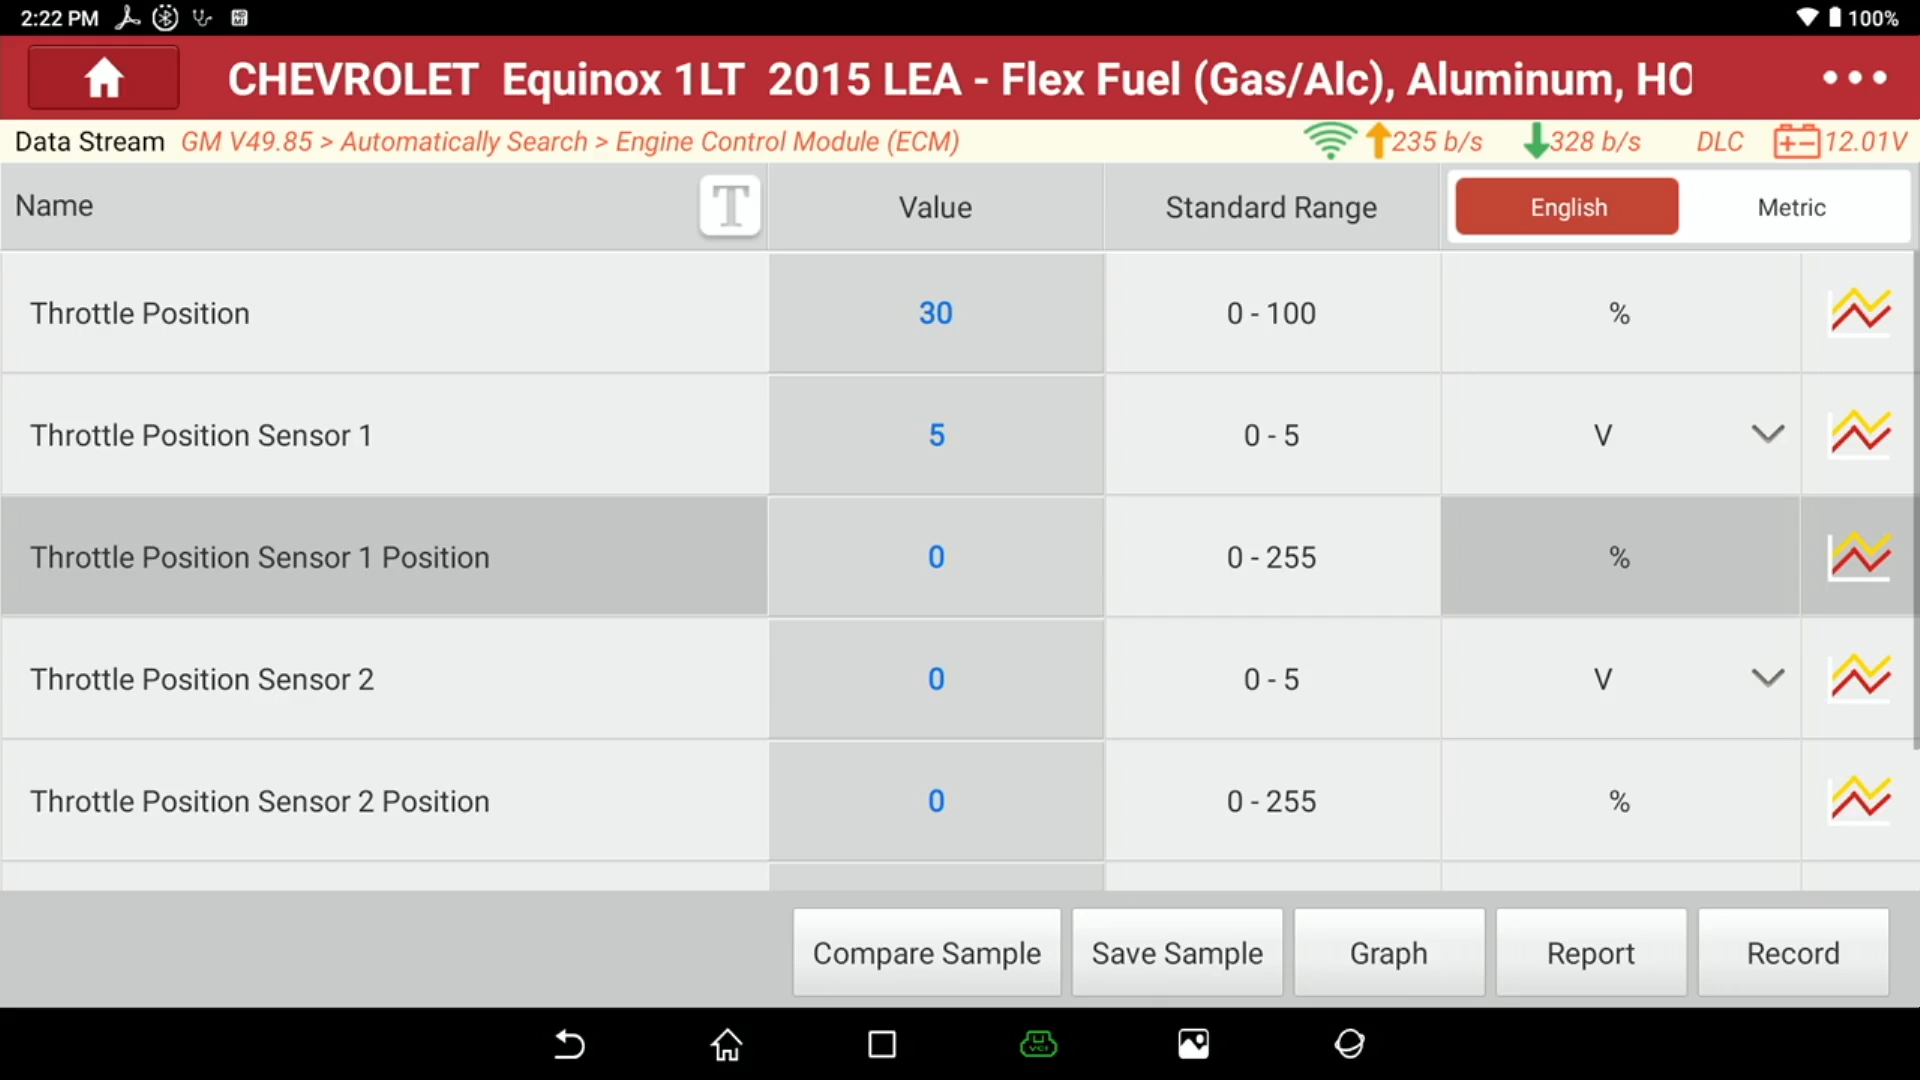 2:22 PM 100%
CHEVROLET Equinox 1LT 2015 LEA - Flex Fuel (Gas/Alc), Aluminum, HO
Data Stream GM V49.85 > Automatically Search > Engine Control Module (ECM) 235 b/s 328 b/s DLC 12.01V
Name T Value Standard Range English Metric
Throttle Position 30 0 - 100 %
Throttle Position Sensor 1 5 0 - 5 V
Throttle Position Sensor 1 Position 0 0 - 255 %
Throttle Position Sensor 2 0 0 - 5 V
Throttle Position Sensor 2 Position 0 0 - 255 %
Compare Sample Save Sample Graph Report Record
VCI